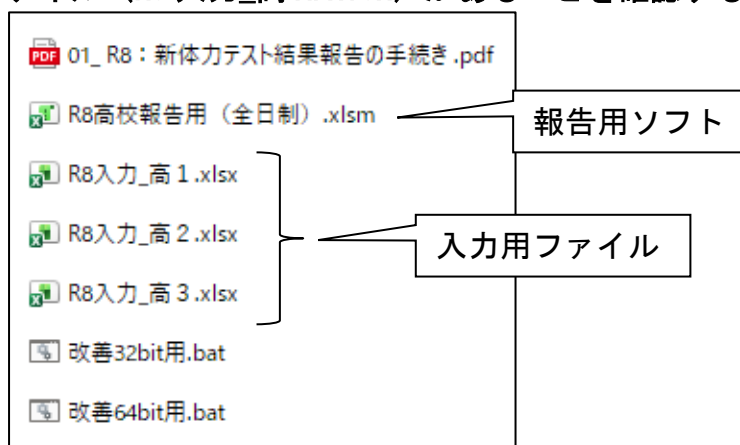 01_ R8：新体力テスト結果報告の手続き.pdf
R8高校報告用（全日制）.xlsm
報告用ソフト
R8入力_高１.xlsx
R8入力_高２.xlsx
入力用ファイル
R8入力_高３.xlsx
改善32bit用.bat
改善64bit用.bat